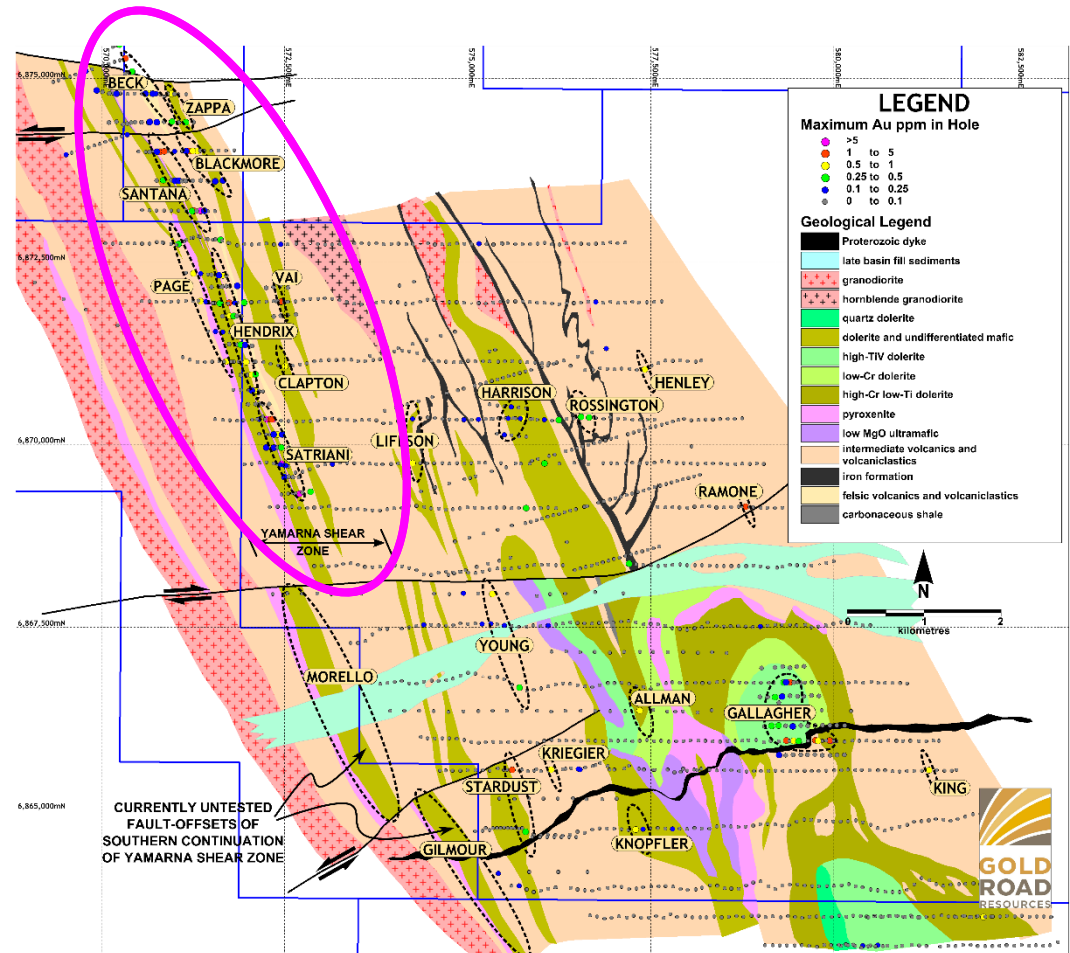 570,000mE
572,500mE
575,000mE
577,500mE
580,000mE
582,500mE
6,875,000mN
BECK
ZAPPA
BLACKMORE
SANTANA
6,872,500mN
PAGE
VAI
HENDRIX
CLAPTON
HARRISON
HENLEY
ROSSINGTON
6,870,000mN
LIFESON
SATRIANI
RAMONE
YAMARNA SHEAR
ZONE
6,867,500mN
YOUNG
MORELLO
ALLMAN
GALLAGHER
KRIEGIER
STARDUST
KING
6,865,000mN
CURRENTLY UNTESTED
FAULT-OFFSETS OF
SOUTHERN CONTINUATION
OF YAMARNA SHEAR ZONE
GILMOUR
KNOPFLER
LEGEND
Maximum Au ppm in Hole
>5
1 to 5
0.5 to 1
0.25 to 0.5
0.1 to 0.25
0 to 0.1
Geological Legend
Proterozoic dyke
late basin fill sediments
granodiorite
hornblende granodiorite
quartz dolerite
dolerite and undifferentiated mafic
high-TiV dolerite
low-Cr dolerite
high-Cr low-Ti dolerite
pyroxenite
low MgO ultramafic
intermediate volcanics and
volcaniclastics
iron formation
felsic volcanics and volcaniclastics
carbonaceous shale
N
0 1 2
kilometres
GOLD
ROAD
RESOURCES